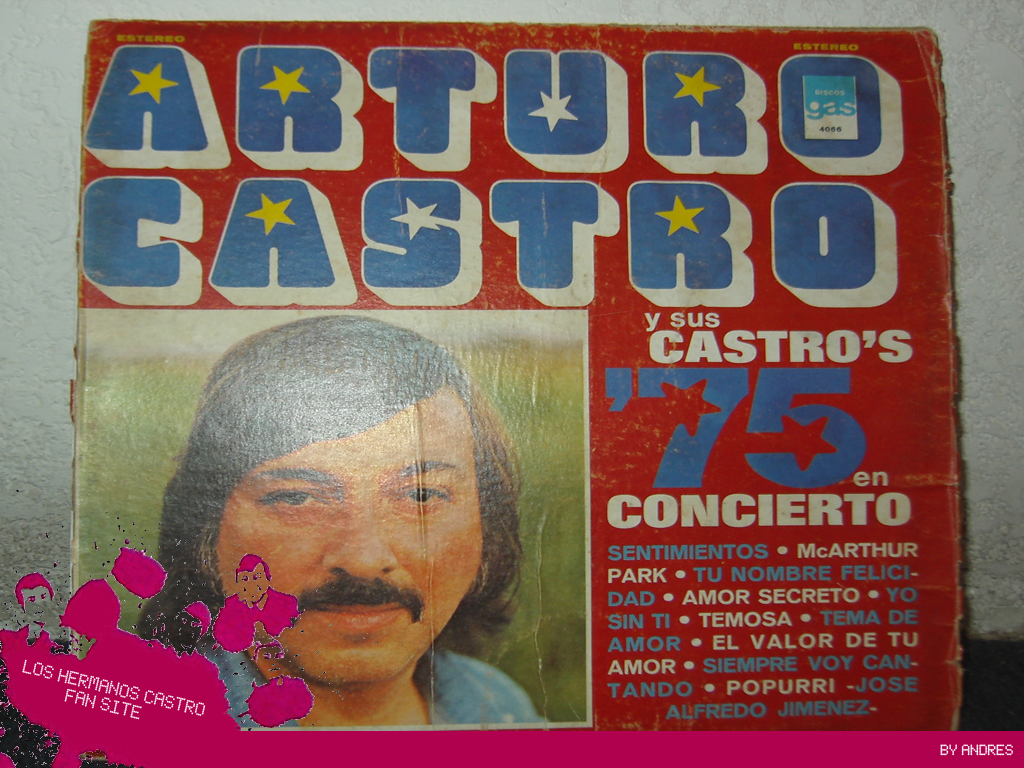 ESTEREO
ESTEREO
ARTURO
DISCOS
gas
4066
CASTRO
y sus
CASTRO'S
'75
en
CONCIERTO
SENTIMIENTOS • McARTHUR
PARK • TU NOMBRE FELICI-
DAD • AMOR SECRETO • YO
SIN TI • TEMOSA • TEMA DE
AMOR • EL VALOR DE TU
AMOR • SIEMPRE VOY CAN-
TANDO • POPURRI -JOSE
ALFREDO JIMENEZ-
LOS HERMANOS CASTRO
FAN SITE
BY ANDRES